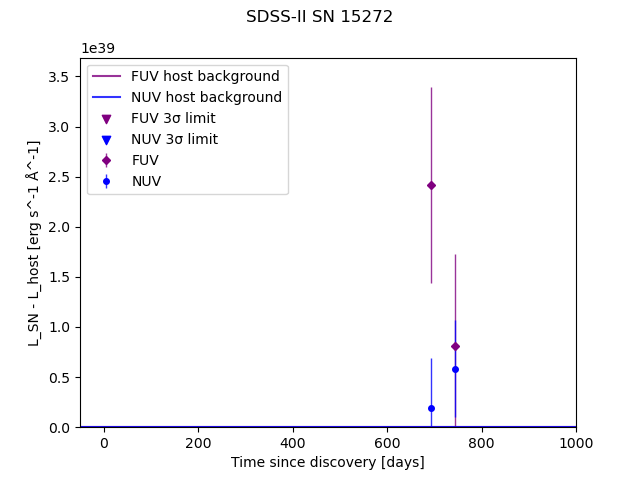 SDSS-II SN 15272
1e39
FUV host background
NUV host background
FUV 3σ limit
NUV 3σ limit
FUV
NUV
3.5
3.0
2.5
2.0
1.5
1.0
0.5
0.0
L_SN - L_host [erg s^-1 Å^-1]
0 200 400 600 800 1000
Time since discovery [days]